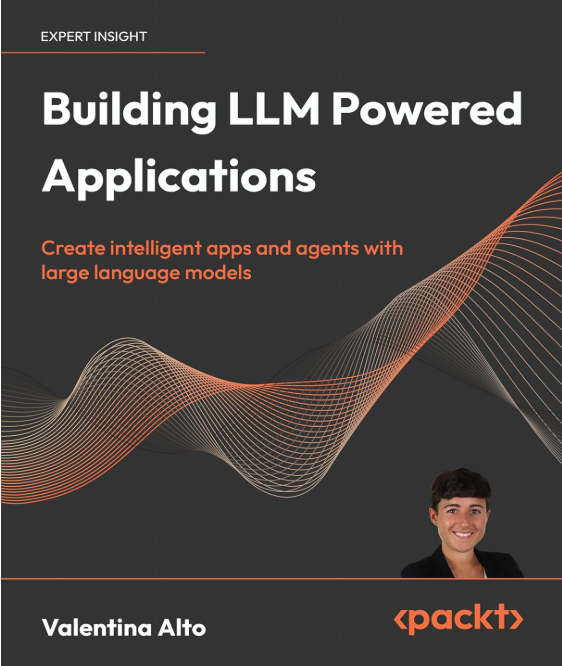 EXPERT INSIGHT
Building LLM Powered
Applications
Create intelligent apps and agents with
large language models
Valentina Alto
<packt>